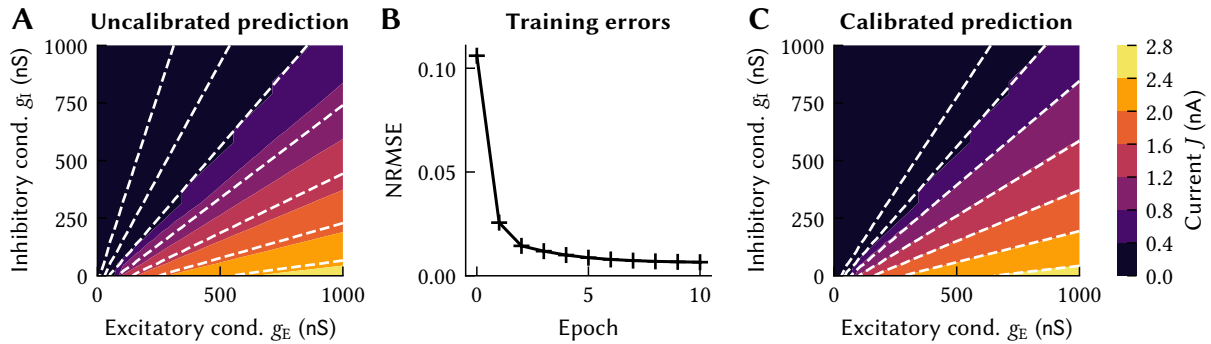 A Uncalibrated prediction
1000
750
500
250
0
Inhibitory cond. gI (nS)
0 500 1000
Excitatory cond. gE (nS)
B Training errors
0.10
0.05
0.00
NRMSE
0 5 10
Epoch
C Calibrated prediction
1000
750
500
250
0
Inhibitory cond. gI (nS)
0 500 1000
Excitatory cond. gE (nS)
2.8
2.4
2.0
1.6
1.2
0.8
0.4
0.0
Current J (nA)